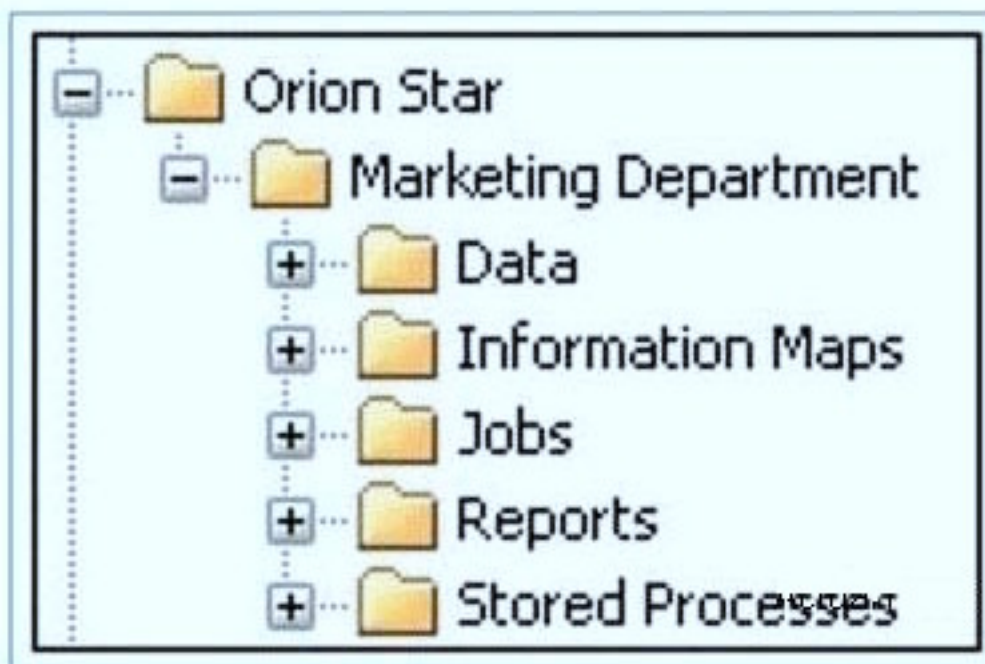 Orion Star
Marketing Department
Data
Information Maps
Jobs
Reports
Stored Processes